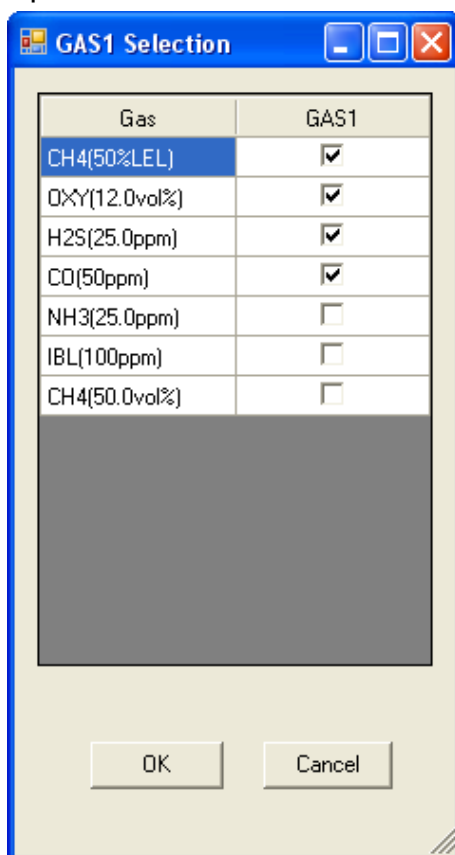 GAS1 Selection
Gas GAS1
CH4(50%LEL)
OXY(12.0vol%)
H2S(25.0ppm)
CO(50ppm)
NH3(25.0ppm)
IBL(100ppm)
CH4(50.0vol%)
OK Cancel